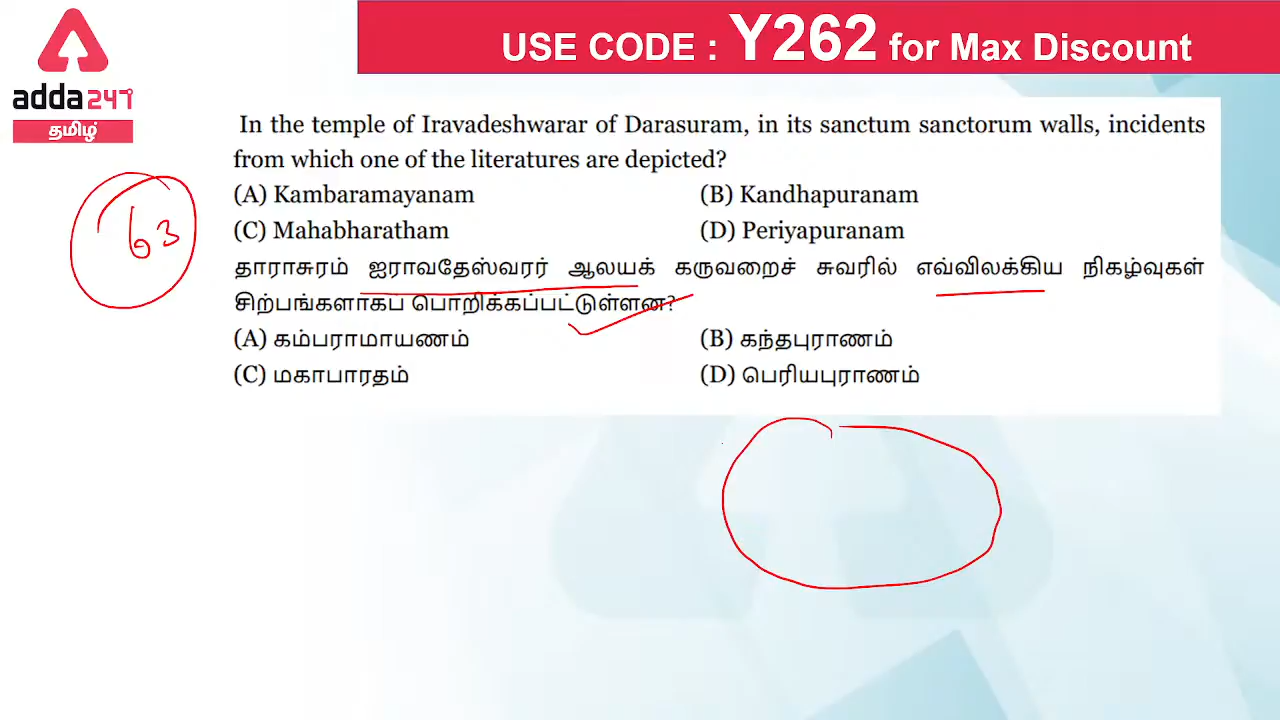 USE CODE : Y262 for Max Discount
adda247
தமிழ்
In the temple of Iravadeshwarar of Darasuram, in its sanctum sanctorum walls, incidents
from which one of the literatures are depicted?
(A) Kambaramayanam (B) Kandhapuranam
(C) Mahabharatham (D) Periyapuranam
தாராசுரம் ஐராவதேஸ்வரர் ஆலயக் கருவறைச் சுவரில் எவ்விலக்கிய நிகழ்வுகள்
சிற்பங்களாகப் பொறிக்கப்பட்டுள்ளன?
(A) கம்பராமாயணம் (B) கந்தபுராணம்
(C) மகாபாரதம் (D) பெரியபுராணம்
63